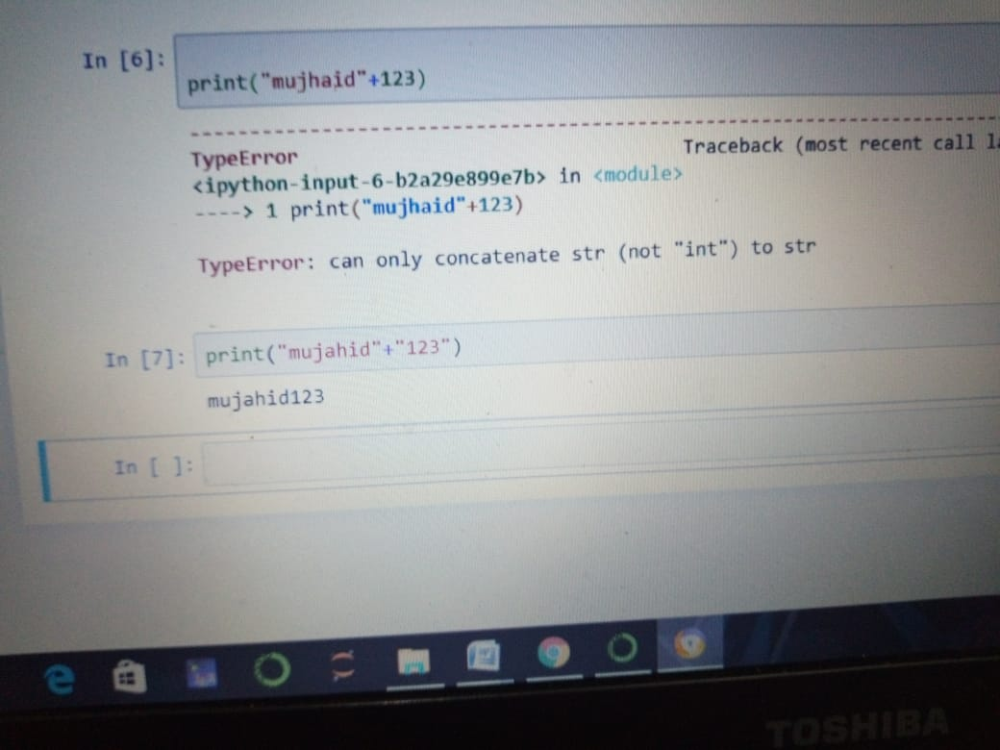 In [6]:
print("mujhaid"+123)
TypeError Traceback (most recent call
<ipython-input-6-b2a29e899e7b> in <module>
----> 1 print("mujhaid"+123)
TypeError: can only concatenate str (not "int") to str
In [7]: print("mujahid"+"123")
mujahid123
In [ ]:
TOSHIBA